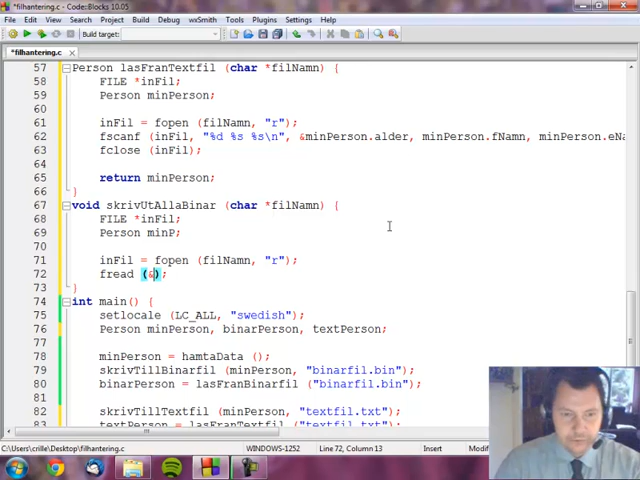 *filhantering.c - Code::Blocks 10.05
File Edit View Search Project Build Debug wxSmith Tools Plugins Settings Help
Build target:
*filhantering.c
57 Person lasFranTextfil (char *filNamn) {
58 FILE *inFil;
59 Person minPerson;
60
61 inFil = fopen (filNamn, "r");
62 fscanf (inFil, "%d %s %s\n", &minPerson.alder, minPerson.fNamn, minPerson.eNa
63 fclose (inFil);
64
65 return minPerson;
66 }
67 void skrivUtAllaBinar (char *filNamn) {
68 FILE *inFil;
69 Person minP;
70
71 inFil = fopen (filNamn, "r");
72 fread (&);
73 }
74 int main() {
75 setlocale (LC_ALL, "swedish");
76 Person minPerson, binarPerson, textPerson;
77
78 minPerson = hamtaData ();
79 skrivTillBinarfil (minPerson, "binarfil.bin");
80 binarPerson = lasFranBinarfil ("binarfil.bin");
81
82 skrivTillTextfil (minPerson, "textfil.txt");
83 textPerson = lasFranTextfil ("textfil.txt");
C:\Users\crille\Desktop\filhantering.c WINDOWS-1252 Line 72, Column 13 Insert Modif